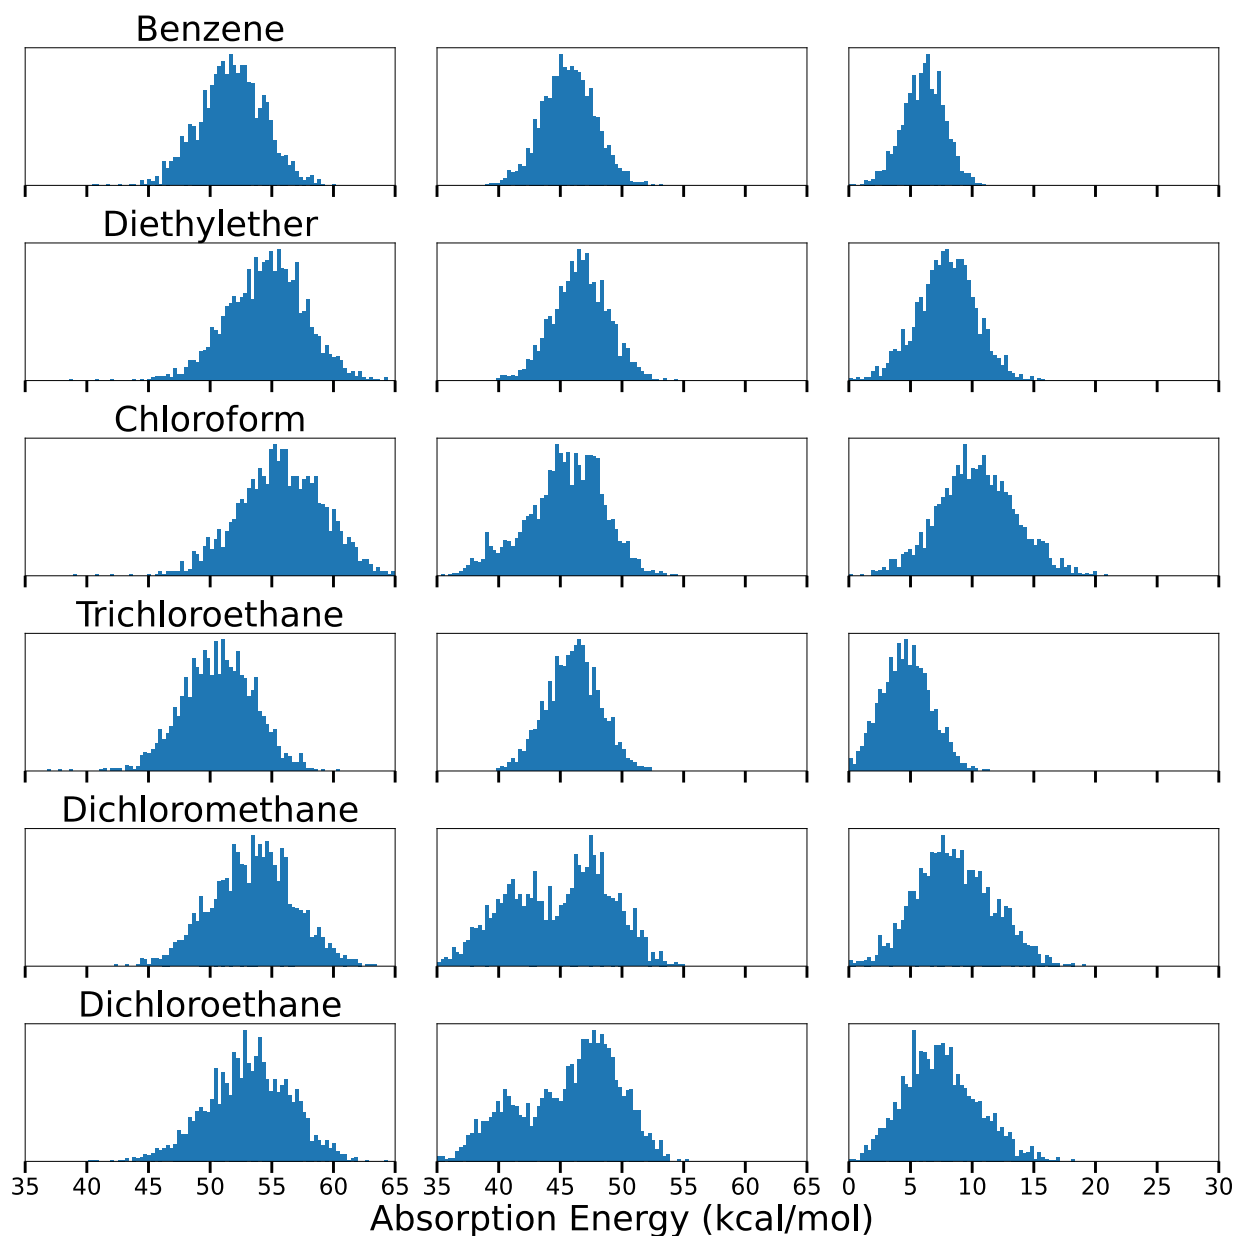 Benzene
Diethylether
Chloroform
Trichloroethane
Dichloromethane
Dichloroethane
35 40 45 50 55 60 65 35 40 45 50 55 60 65 0 5 10 15 20 25 30
Absorption Energy (kcal/mol)